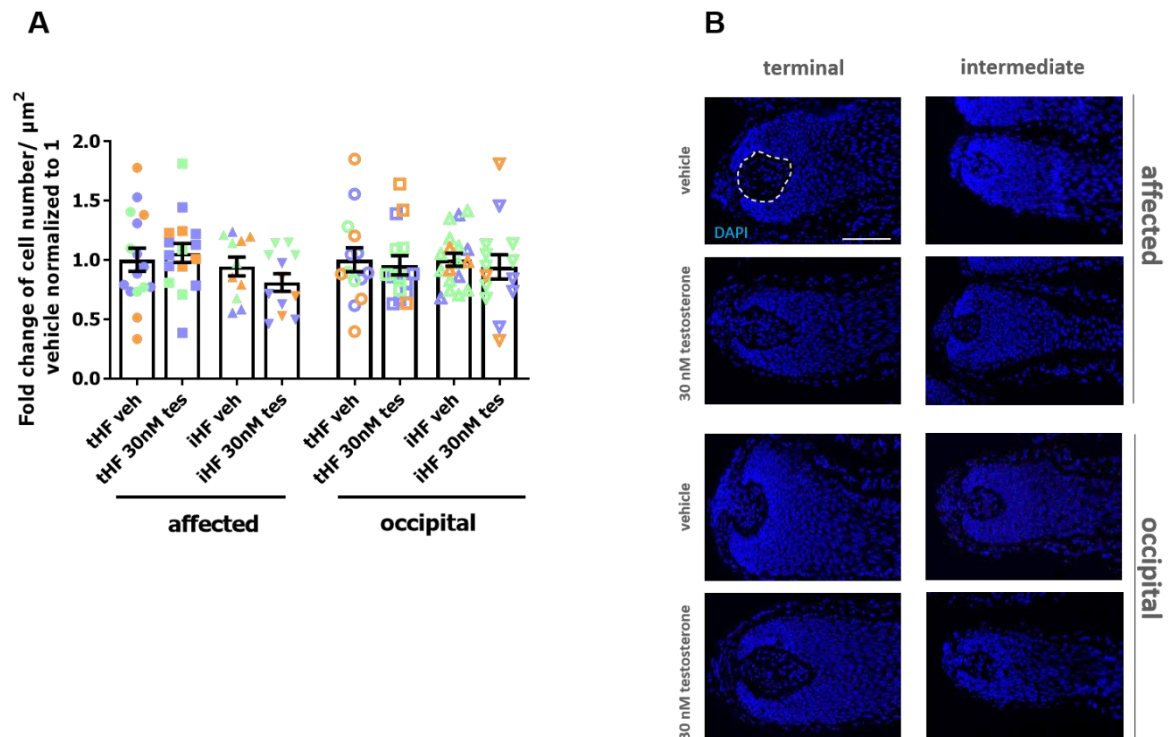 A
Fold change of cell number/ µm²
vehicle normalized to 1
2.0
1.5
1.0
0.5
0.0
tHF veh
tHF 30nM tes
iHF veh
iHF 30nM tes
tHF veh
tHF 30nM tes
iHF veh
iHF 30nM tes
affected
occipital
B
terminal
intermediate
vehicle
DAPI
30 nM testosterone
affected
vehicle
30 nM testosterone
occipital